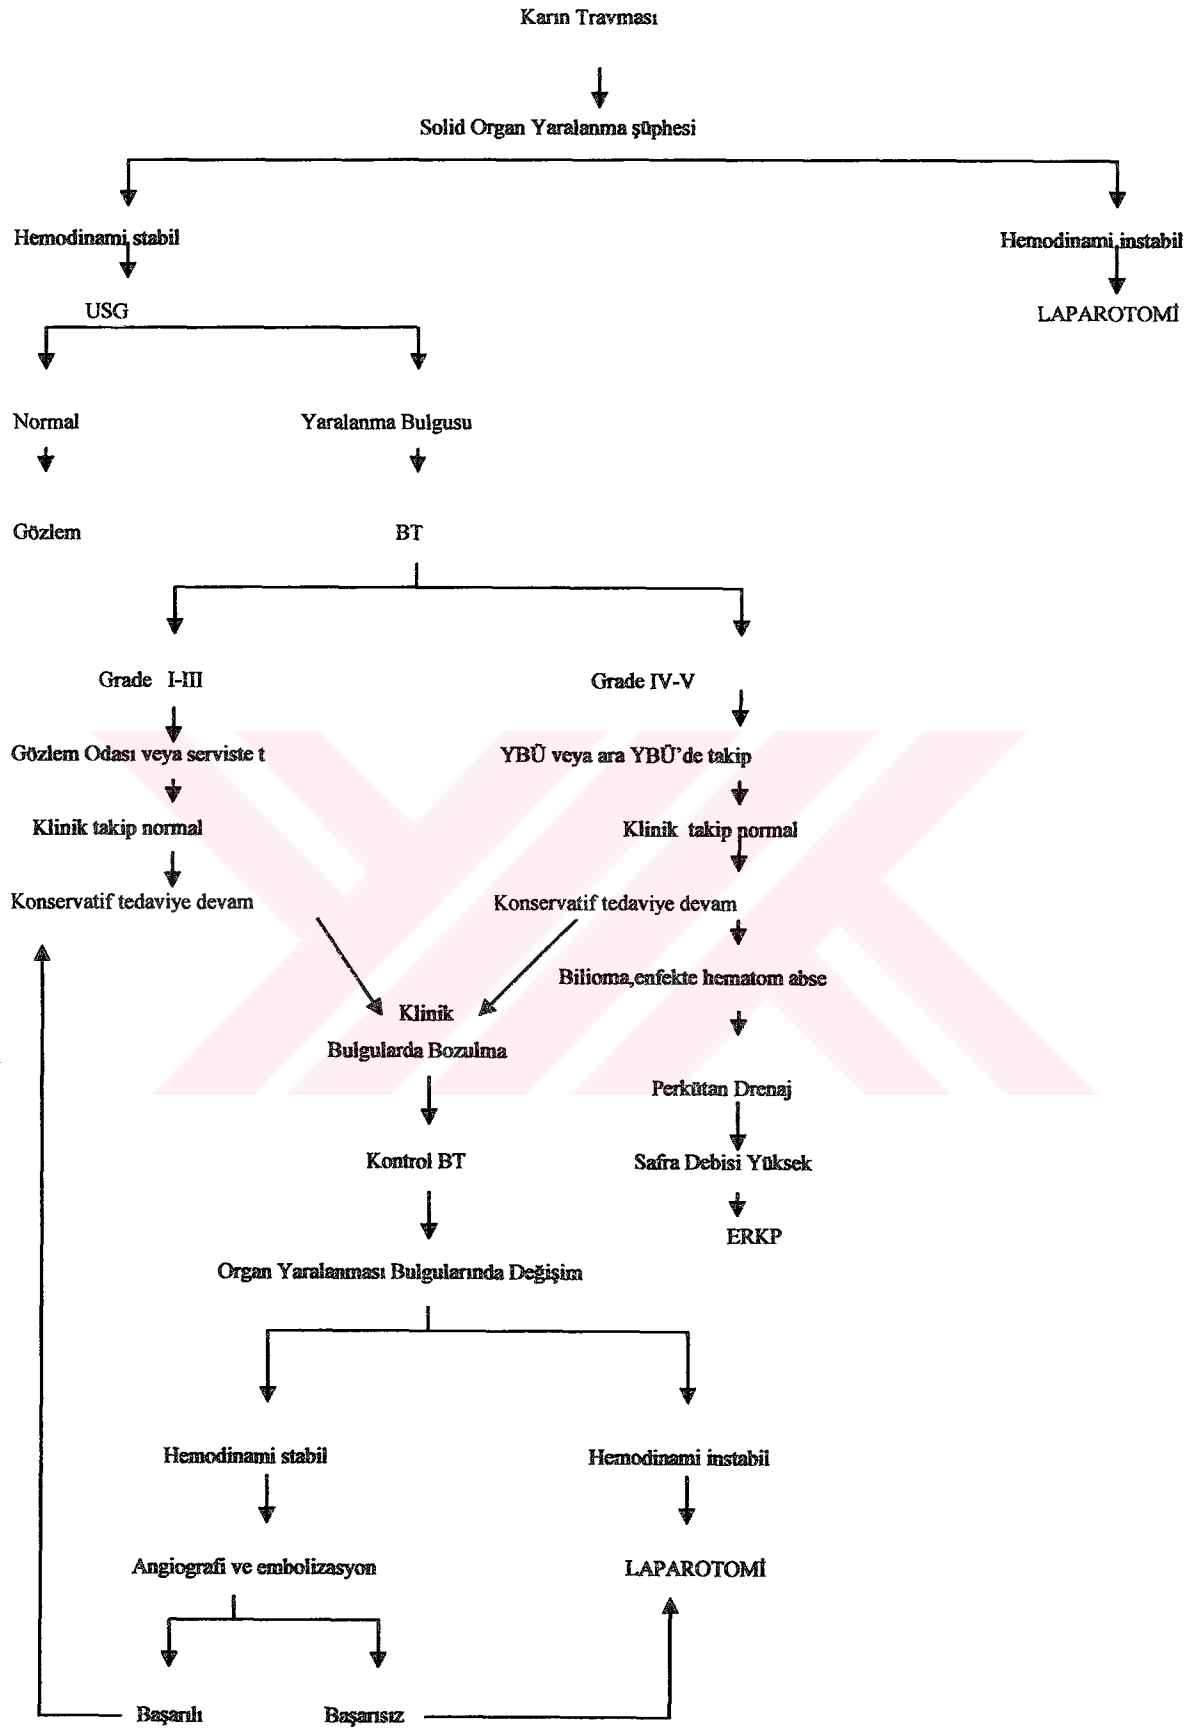 Karın Travması
Solid Organ Yaralanma şüphesi
Hemodinami stabil
Hemodinami instabil
USG
LAPAROTOMİ
Normal
Yaralanma Bulgusu
Gözlem
BT
Grade I-III
Grade IV-V
Gözlem Odası veya serviste t
YBÜ veya ara YBÜ'de takip
Klinik takip normal
Klinik takip normal
Konservatif tedaviye devam
Konservatif tedaviye devam
Bilioma,enfekte hematom abse
Klinik
Bulgularda Bozulma
Perkütan Drenaj
Kontrol BT
Safra Debisi Yüksek
ERKP
Organ Yaralanması Bulgularında Değişim
Hemodinami stabil
Hemodinami instabil
Angiografi ve embolizasyon
LAPAROTOMİ
Başarılı
Başarısız